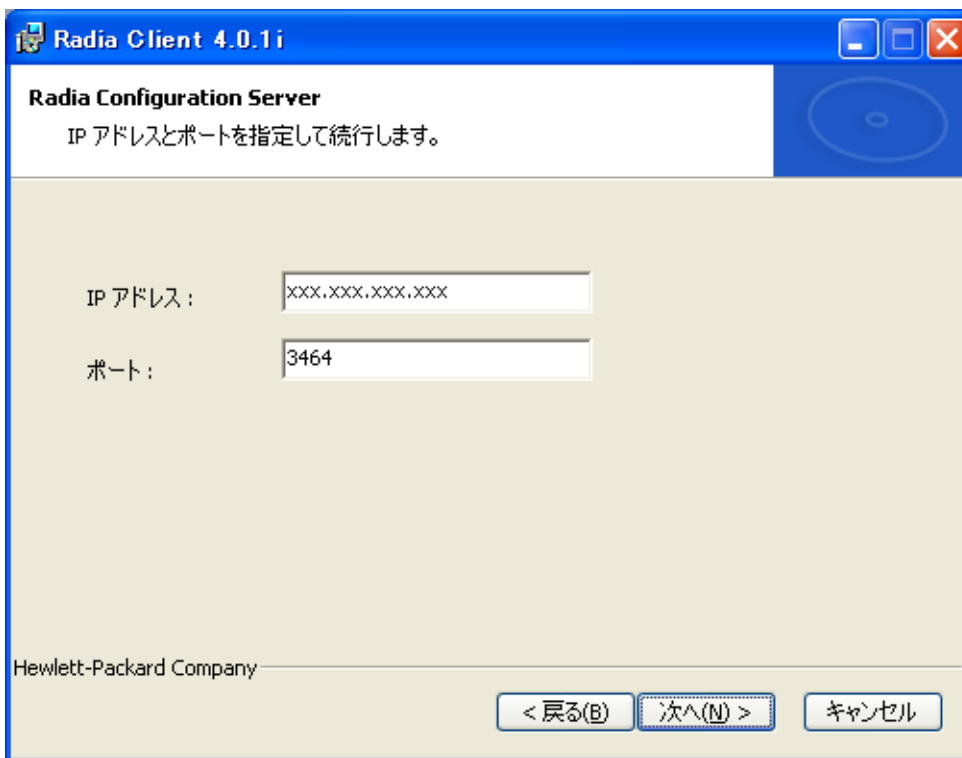 Radia Client 4.0.1i
Radia Configuration Server
IP アドレスとポートを指定して続行します。
IP アドレス :
xxx.xxx.xxx.xxx
ポート :
3464
Hewlett-Packard Company
< 戻る(B)
次へ(N) >
キャンセル